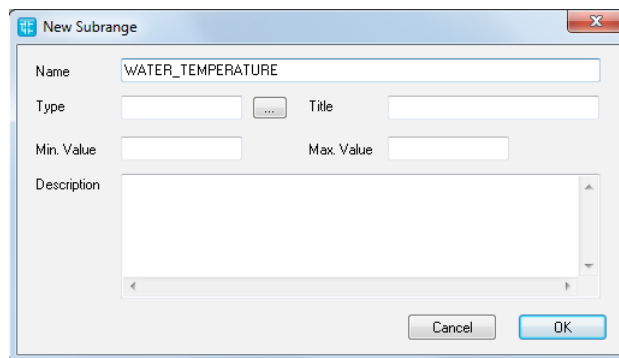 New Subrange
Name WATER_TEMPERATURE
Type ... Title
Min. Value Max. Value
Description
Cancel OK